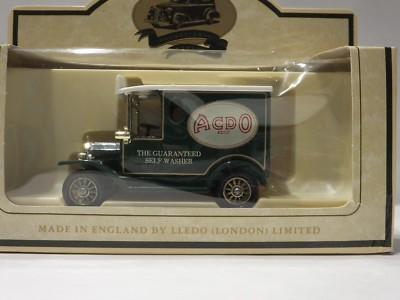 ACDO
THE GUARANTEED
SELF-WASHER
MADE IN ENGLAND BY LLEDO (LONDON) LIMITED